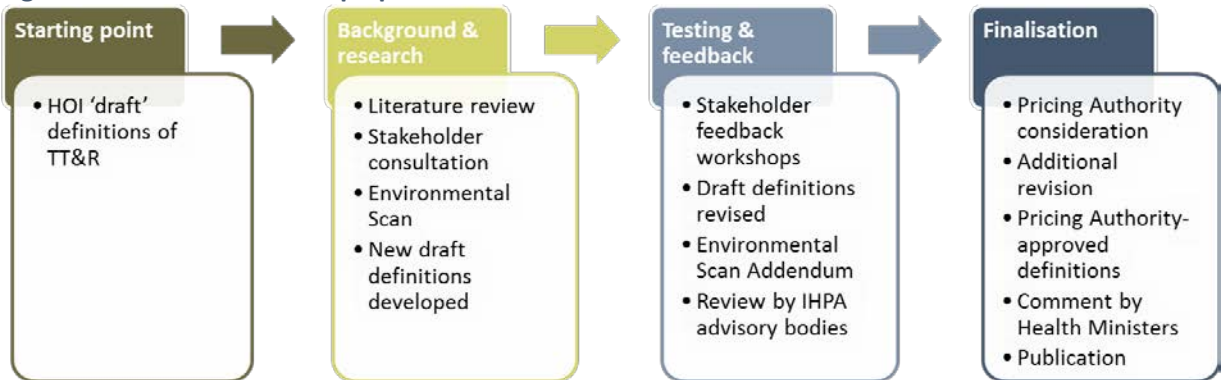 Starting point
• HOI ‘draft’
definitions of
TT&R
Background &
research
• Literature review
• Stakeholder
consultation
• Environmental
Scan
• New draft
definitions
developed
Testing &
feedback
• Stakeholder
feedback
workshops
• Draft definitions
revised
• Environmental
Scan Addendum
• Review by IHPA
advisory bodies
Finalisation
• Pricing Authority
consideration
• Additional
revision
• Pricing Authority-
approved
definitions
• Comment by
Health Ministers
• Publication